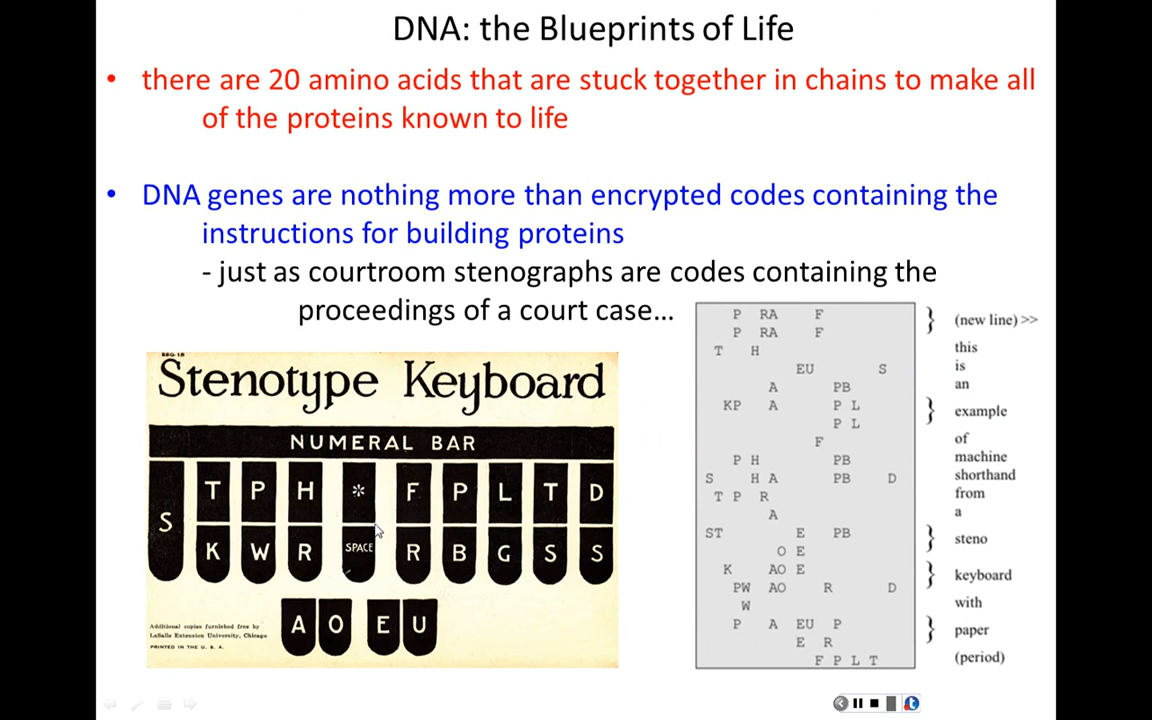 DNA: the Blueprints of Life
• there are 20 amino acids that are stuck together in chains to make all
of the proteins known to life
• DNA genes are nothing more than encrypted codes containing the
instructions for building proteins
- just as courtroom stenographs are codes containing the
proceedings of a court case...
Stenotype Keyboard
NUMERAL BAR
S
T P H * F P L T D
K W R SPACE R B G S S
A O E U
Additional copies furnished free by
LaSalle Extension University, Chicago
PRINTED IN THE U. S. A.
P RA F
P RA F } (new line) >>
T H this
EU S is
A PB an
KP A P L
P L } example
F of
P H PB machine
S H A PB D shorthand
T P R from
A a
ST E PB
O E } steno
K AO E
PW AO R D } keyboard
W with
P A EU P
E R } paper
F P L T (period)